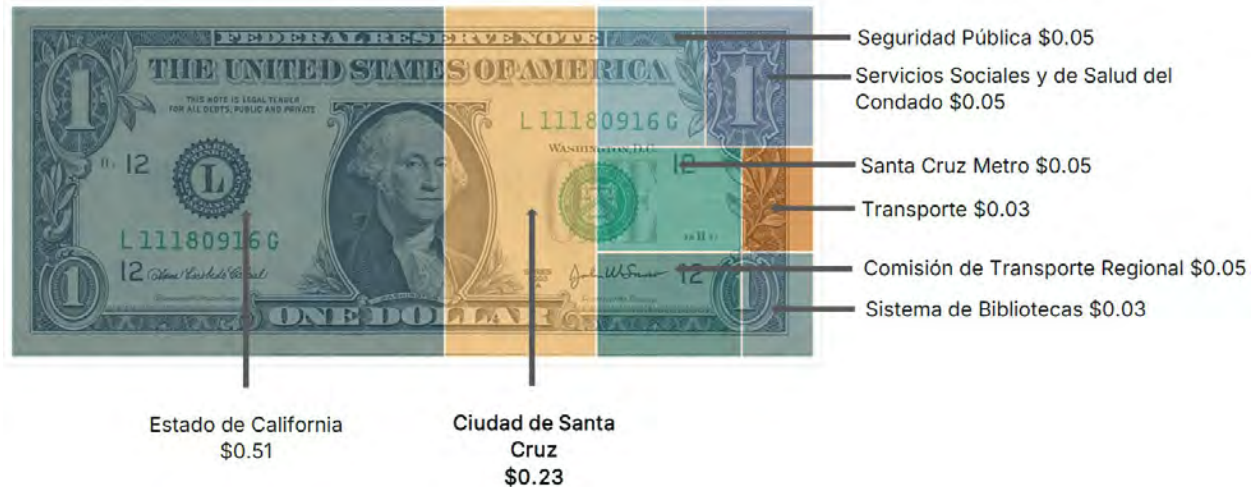 FEDERAL RESERVE NOTE
THE UNITED STATES OF AMERICA
THIS NOTE IS LEGAL TENDER
FOR ALL DEBTS, PUBLIC AND PRIVATE
L 11180916 G
WASHINGTON, D.C.
12
12
L
L 11180916 G
12
12
1
1
1
1
ONE DOLLAR
Seguridad Pública $0.05
Servicios Sociales y de Salud del
Condado $0.05
Santa Cruz Metro $0.05
Transporte $0.03
Comisión de Transporte Regional $0.05
Sistema de Bibliotecas $0.03
Estado de California
$0.51
Ciudad de Santa
Cruz
$0.23